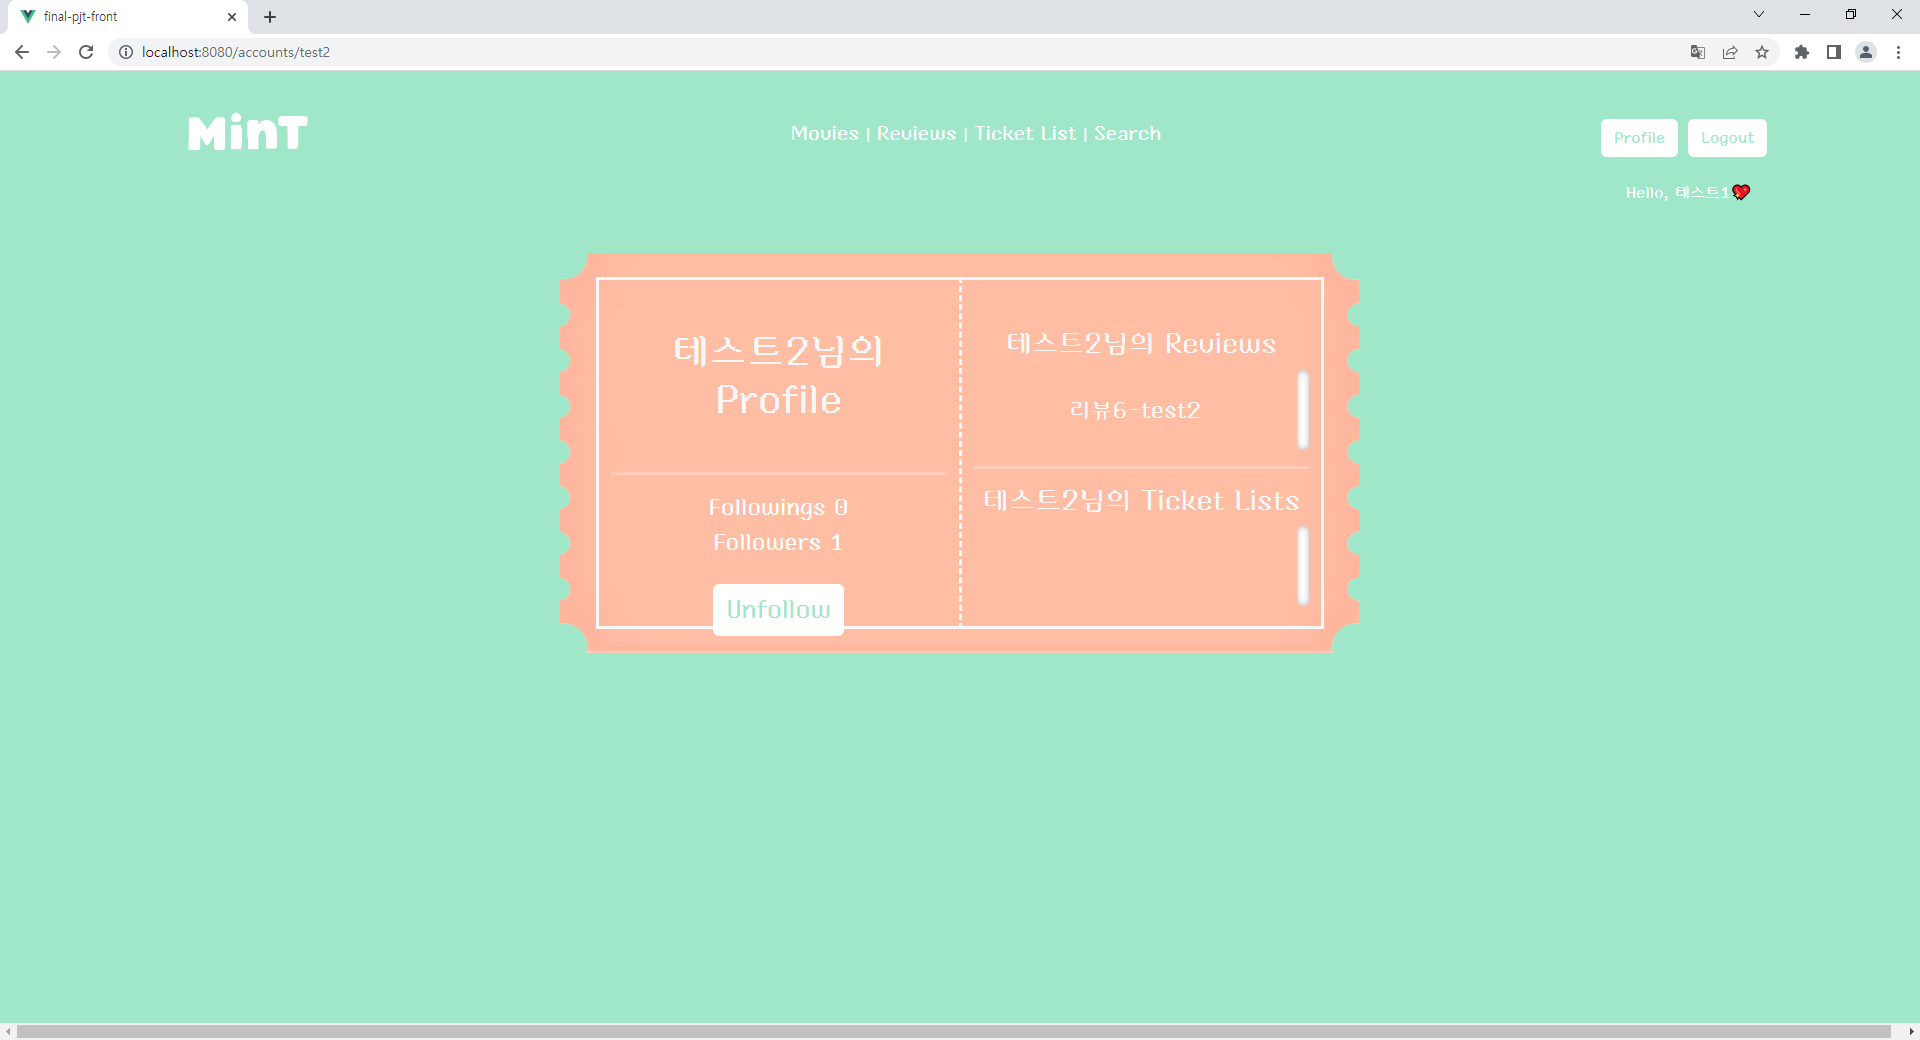 final-pjt-front
localhost:8080/accounts/test2
MinT
Movies | Reviews | Ticket List | Search
Profile
Logout
Hello, 테스트1
테스트2님의
Profile
Followings 0
Followers 1
Unfollow
테스트2님의 Reviews
리뷰6-test2
테스트2님의 Ticket Lists